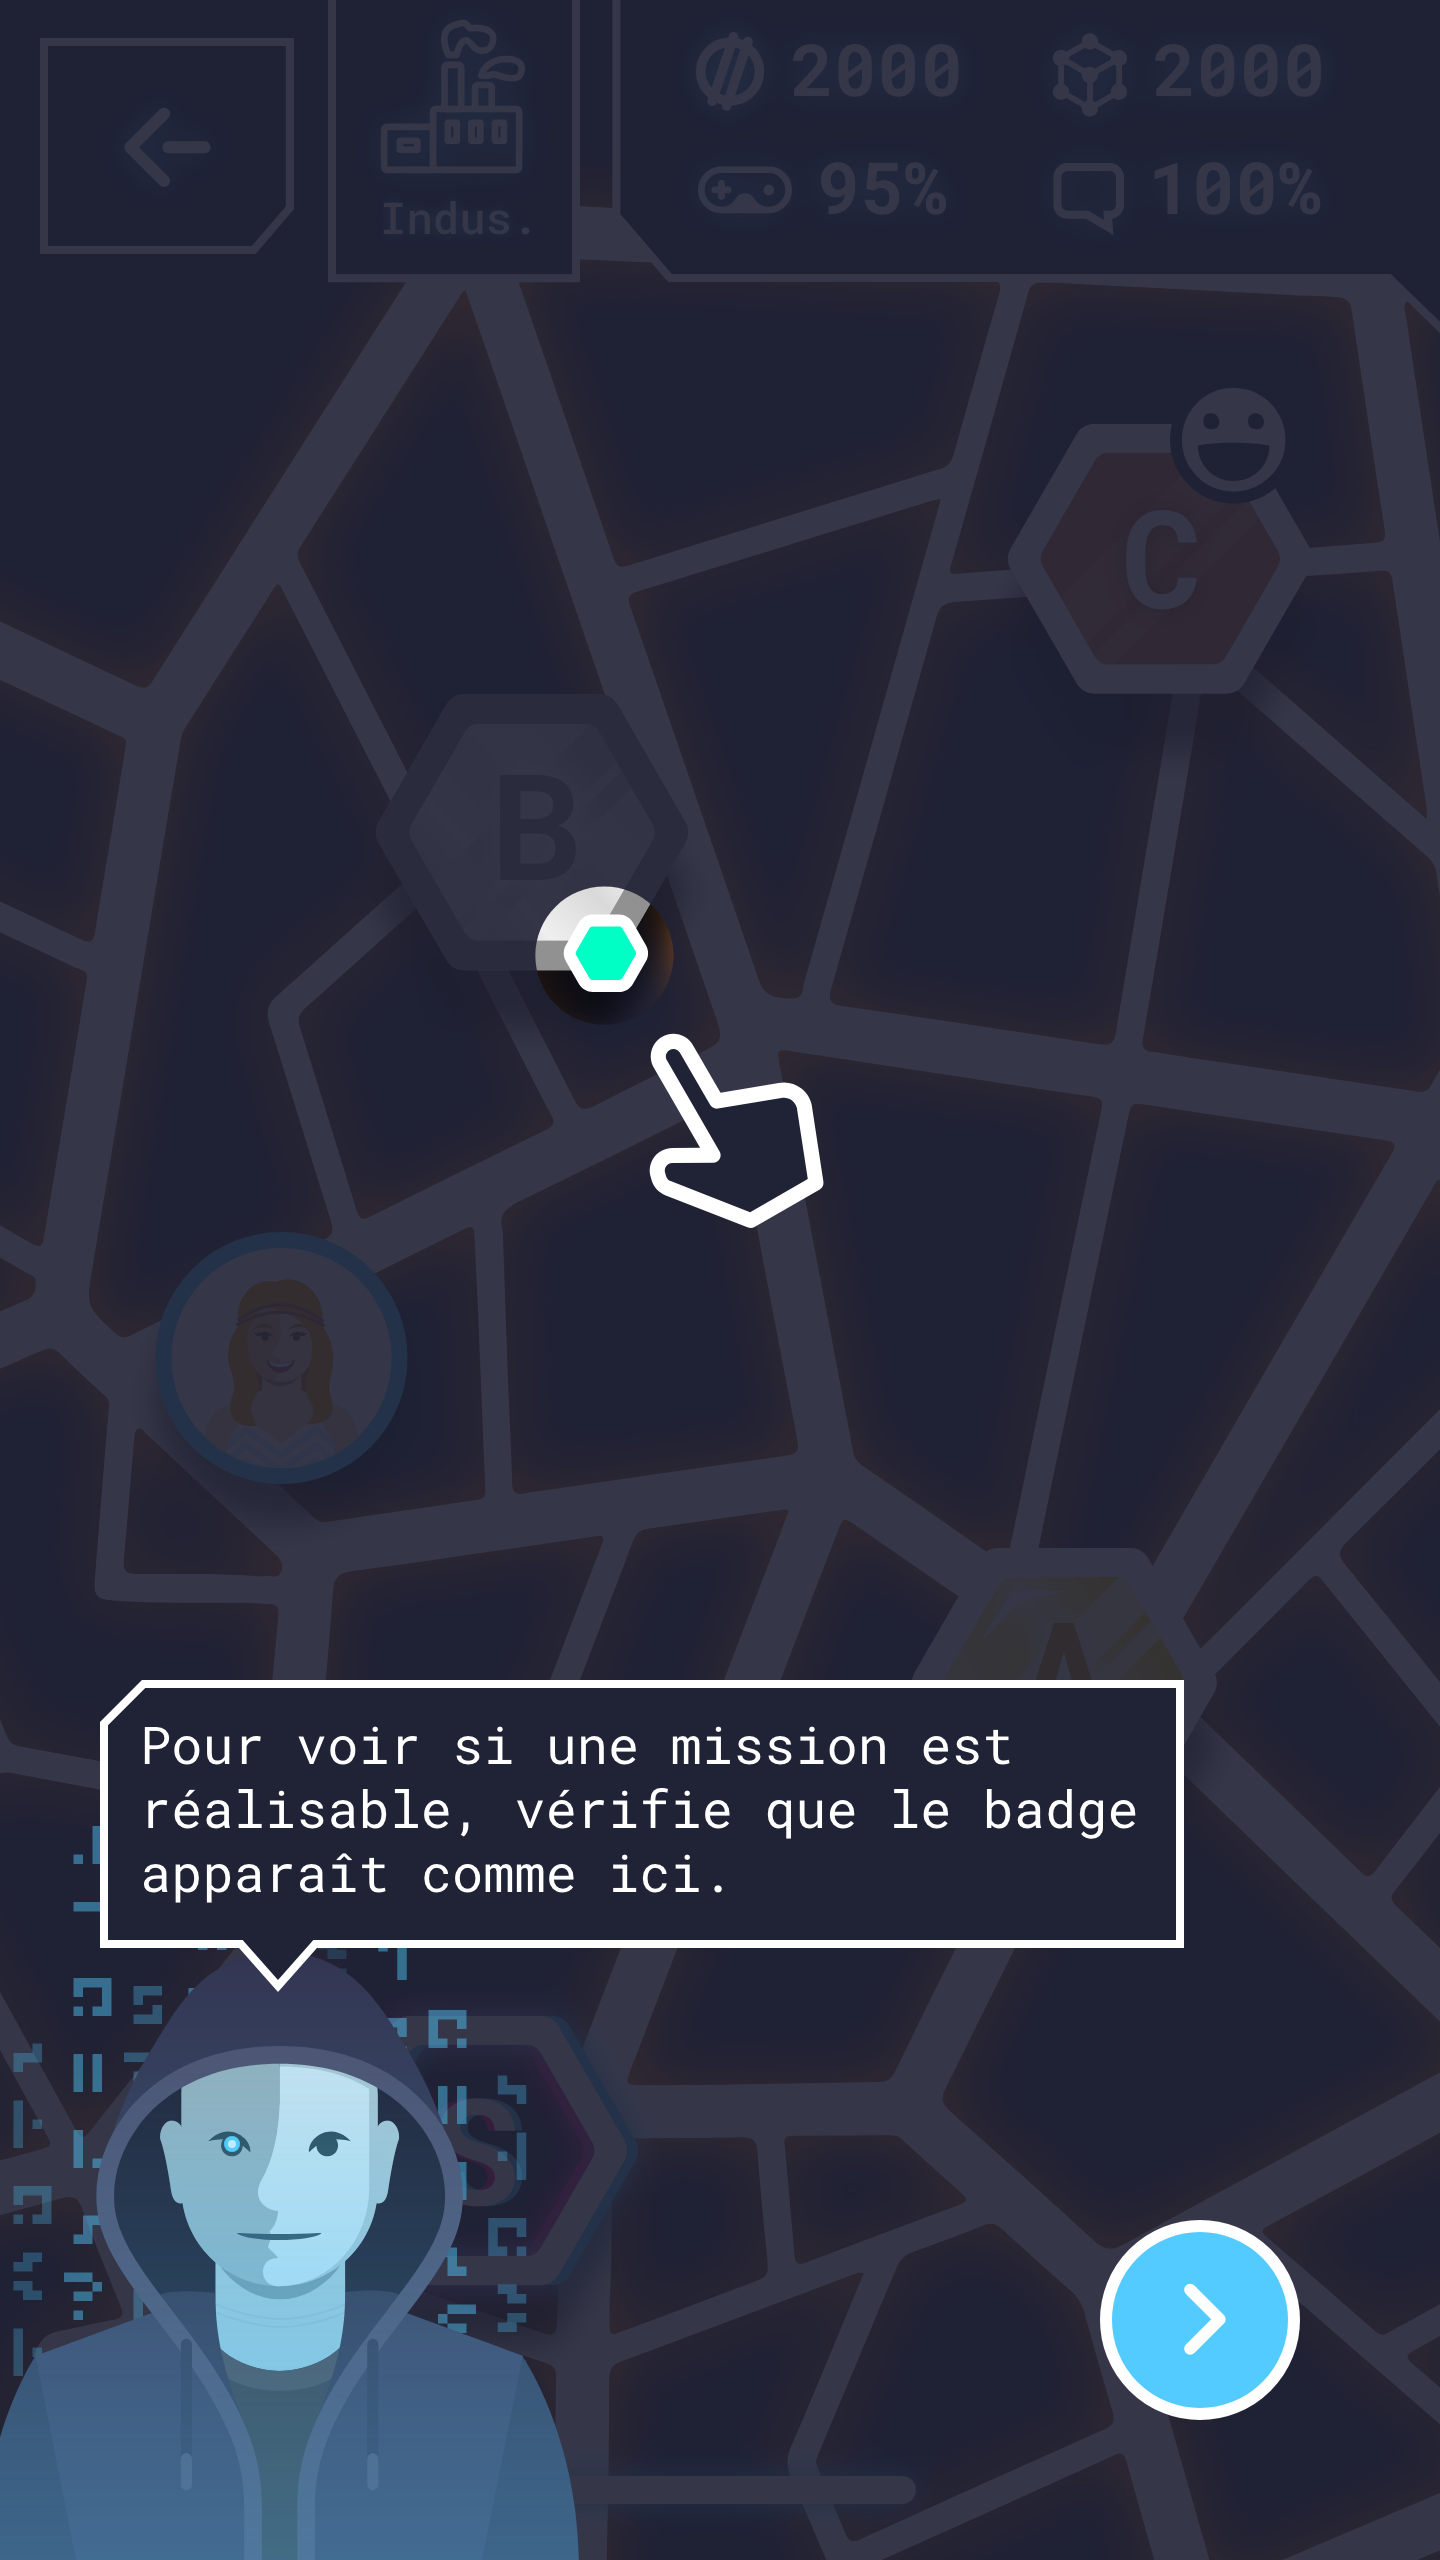 2000
2000
95%
100%
Indus.
C
B
A
Pour voir si une mission est
réalisable, vérifie que le badge
apparaît comme ici.
S